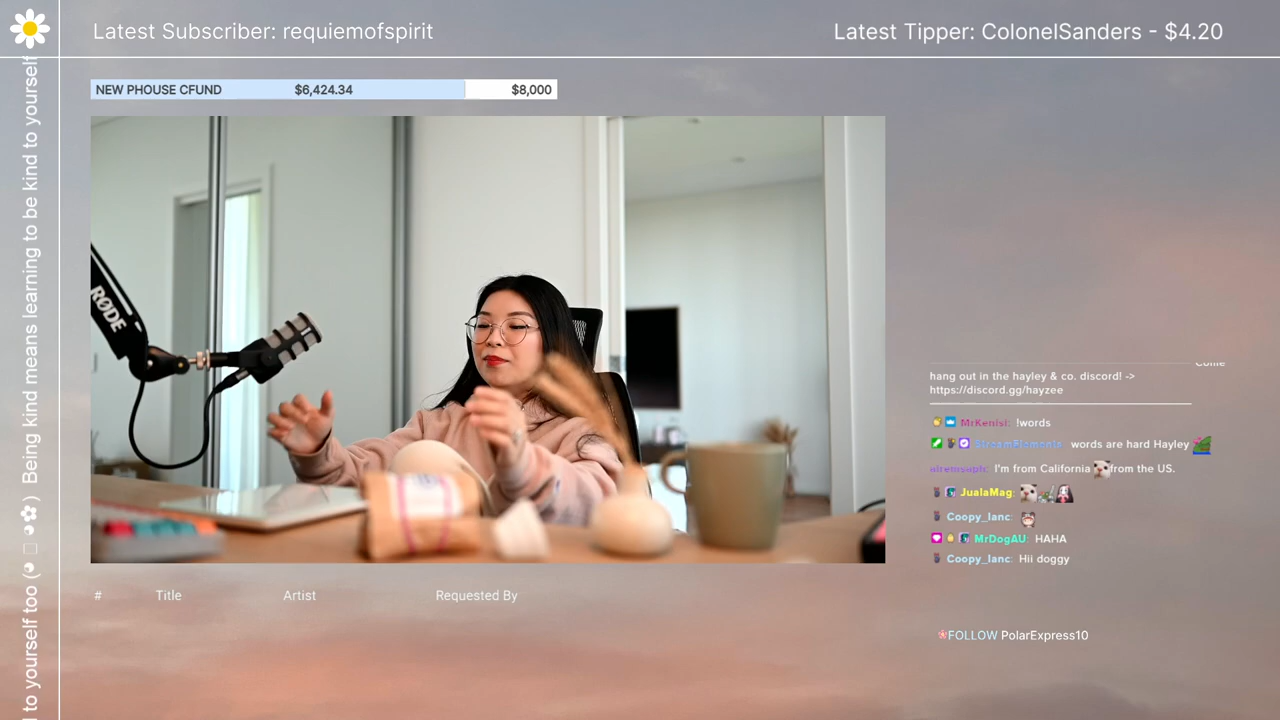 Latest Subscriber: requiemofspirit
Latest Tipper: ColonelSanders - $4.20
NEW PHOUSE CFUND $6,424.34 $8,000
Being kind means learning to be kind to yourself
d to yourself too
RØDE
Come
hang out in the hayley & co. discord! ->
https://discord.gg/hayzee
MrKenisi: !words
StreamElements: words are hard Hayley
I'm from California from the US.
JualaMag:
Coopy_lanc:
MrDogAU: HAHA
Coopy_lanc: Hii doggy
# Title Artist Requested By
FOLLOW PolarExpress10